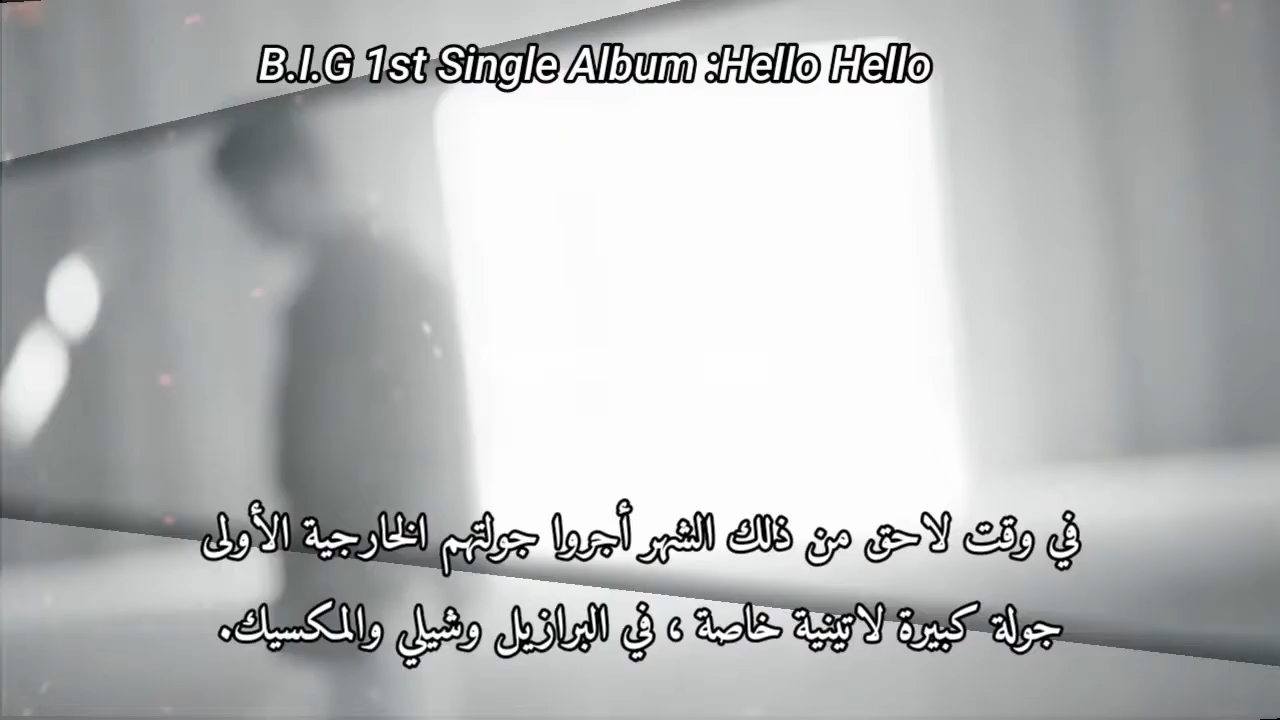 B.I.G 1st Single Album :Hello Hello
في وقت لاحق من ذلك الشهر أجروا جولتهم الخارجية الأولى
جولة كبيرة لاتينية خاصة ، في البرازيل وشيلي والمكسيك.